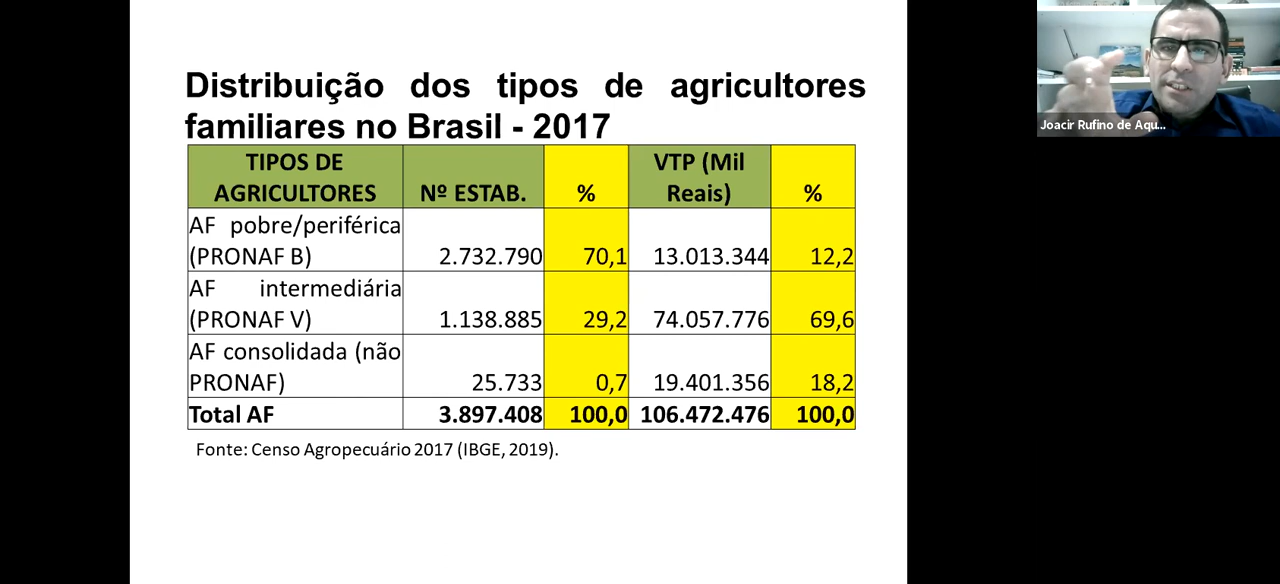 Distribuição dos tipos de agricultores
familiares no Brasil - 2017
TIPOS DE
AGRICULTORES
Nº ESTAB.
%
VTP (Mil
Reais)
%
AF pobre/periférica
(PRONAF B)
2.732.790
70,1
13.013.344
12,2
AF intermediária
(PRONAF V)
1.138.885
29,2
74.057.776
69,6
AF consolidada (não
PRONAF)
25.733
0,7
19.401.356
18,2
Total AF
3.897.408
100,0
106.472.476
100,0
Fonte: Censo Agropecuário 2017 (IBGE, 2019).
Joacir Rufino de Aqu...